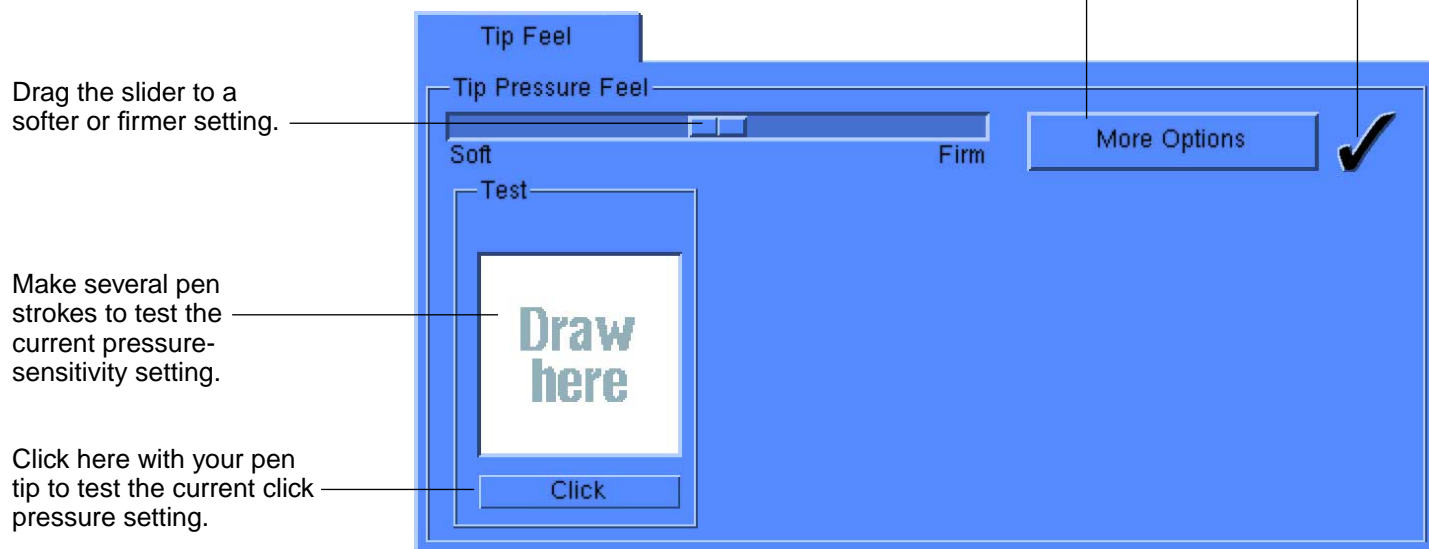 Tip Feel
Drag the slider to a
softer or firmer setting.
Tip Pressure Feel
Soft
Firm
More Options
Test
Make several pen
strokes to test the
current pressure-
sensitivity setting.
Draw
here
Click here with your pen
tip to test the current click
pressure setting.
Click